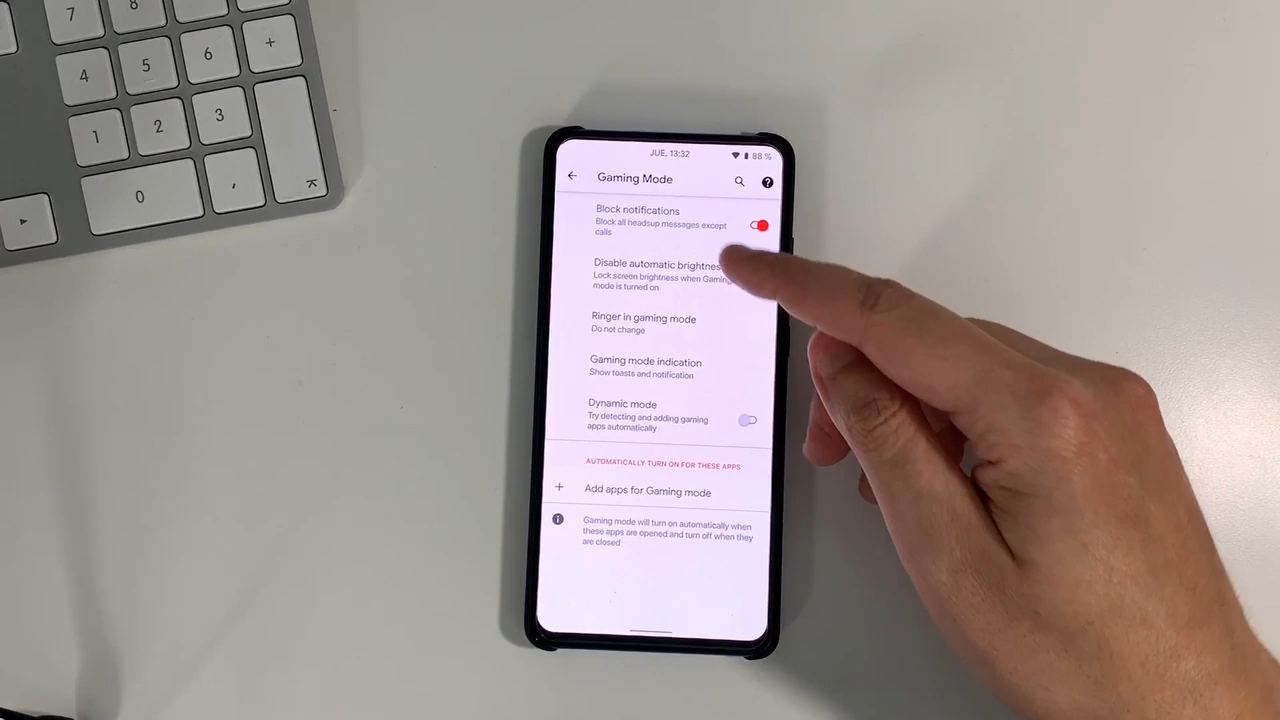 7 8
4 5 6 +
1 2 3
0 ,
JUE. 13:32 88 %
Gaming Mode
Block notifications
Block all headsup messages except
calls
Disable automatic brightnes
Lock screen brightness when Gaming
mode is turned on
Ringer in gaming mode
Do not change
Gaming mode indication
Show toasts and notification
Dynamic mode
Try detecting and adding gaming
apps automatically
AUTOMATICALLY TURN ON FOR THESE APPS
+ Add apps for Gaming mode
Gaming mode will turn on automatically when
these apps are opened and turn off when they
are closed